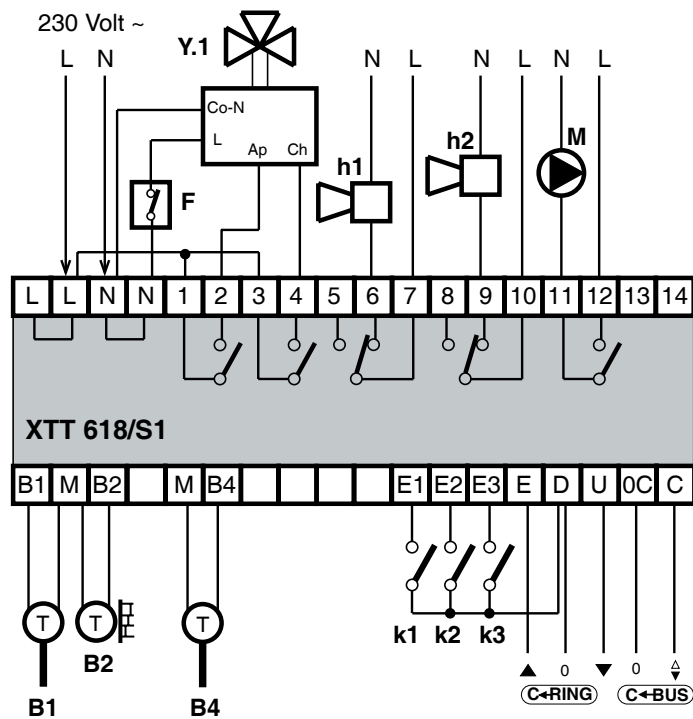 230 Volt ~
Y.1
L N N L N L N L
Co-N
L
Ap Ch
h1 h2 M
F
L L N N 1 2 3 4 5 6 7 8 9 10 11 12 13 14
XTT 618/S1
B1 M B2 M B4 E1 E2 E3 E D U 0C C
T T T
k1 k2 k3
B2
0 0
B1 B4 C RING C BUS